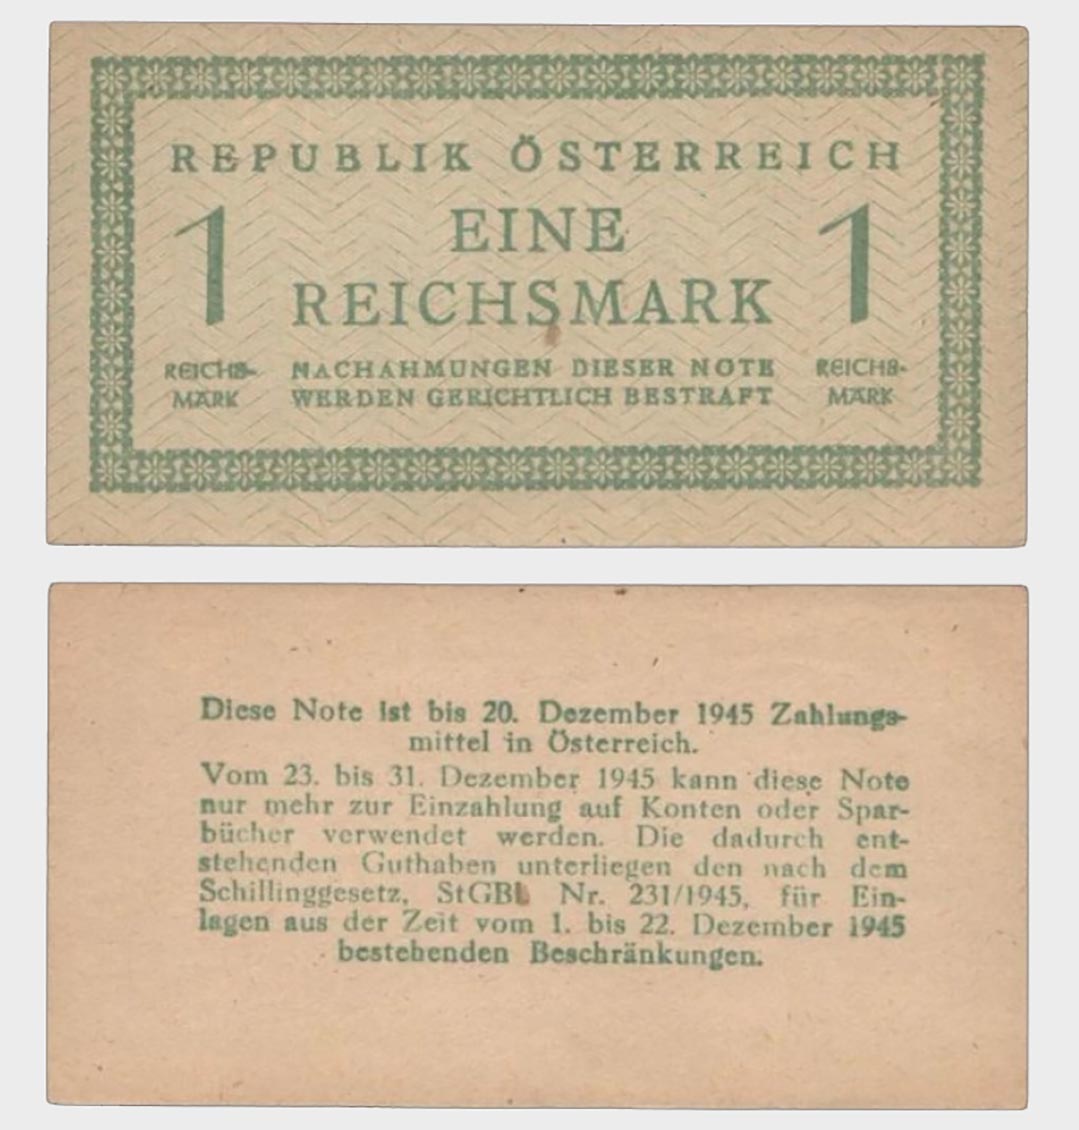 REPUBLIK ÖSTERREICH
1 EINE 1
REICHSMARK
REICHS- NACHAHMUNGEN DIESER NOTE REICHS-
MARK WERDEN GERICHTLICH BESTRAFT MARK
Diese Note ist bis 20. Dezember 1945 Zahlungs-
mittel in Österreich.
Vom 23. bis 31. Dezember 1945 kann diese Note
nur mehr zur Einzahlung auf Konten oder Spar-
bücher verwendet werden. Die dadurch ent-
stehenden Guthaben unterliegen den nach dem
Schillinggesetz, StGBL Nr. 231/1945, für Ein-
lagen aus der Zeit vom 1. bis 22. Dezember 1945
bestehenden Beschränkungen.